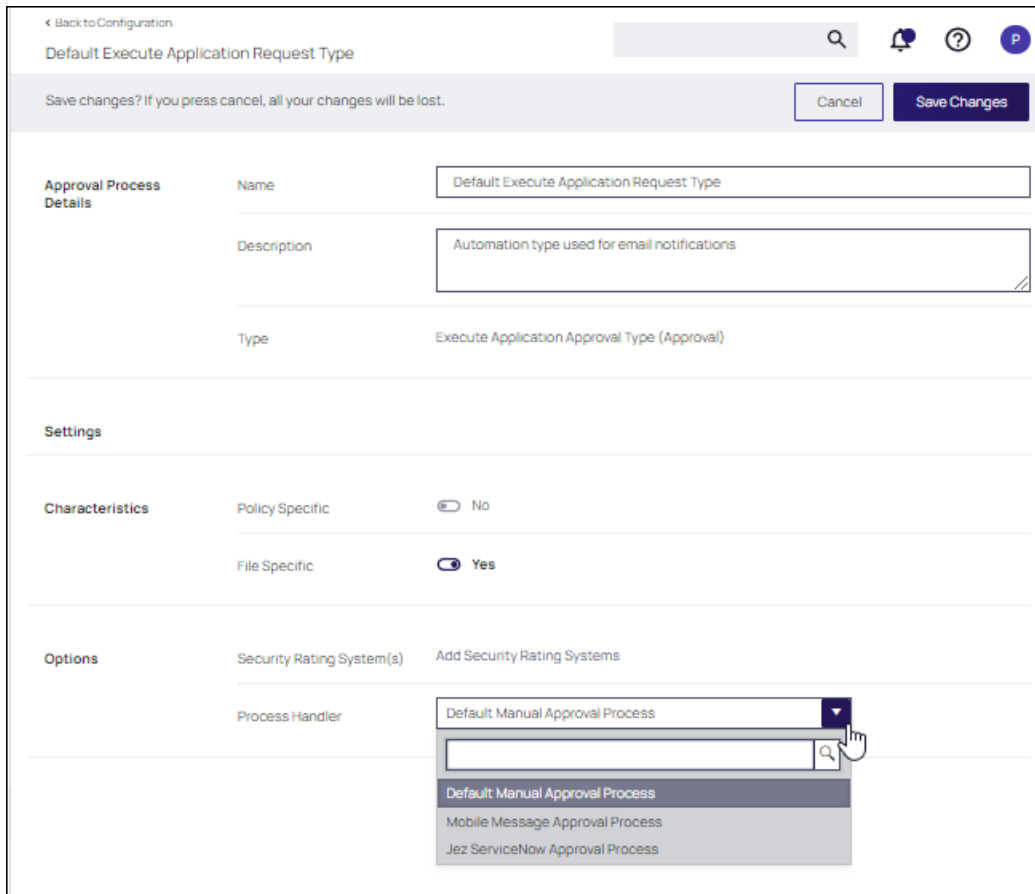 Back to Configuration
Default Execute Application Request Type
P
Save changes? If you press cancel, all your changes will be lost.
Cancel
Save Changes
Approval Process
Details
Name
Default Execute Application Request Type
Description
Automation type used for email notifications
Type
Execute Application Approval Type (Approval)
Settings
Characteristics
Policy Specific
No
File Specific
Yes
Options
Security Rating System(s)
Add Security Rating Systems
Process Handler
Default Manual Approval Process
Default Manual Approval Process
Mobile Message Approval Process
Jez ServiceNow Approval Process